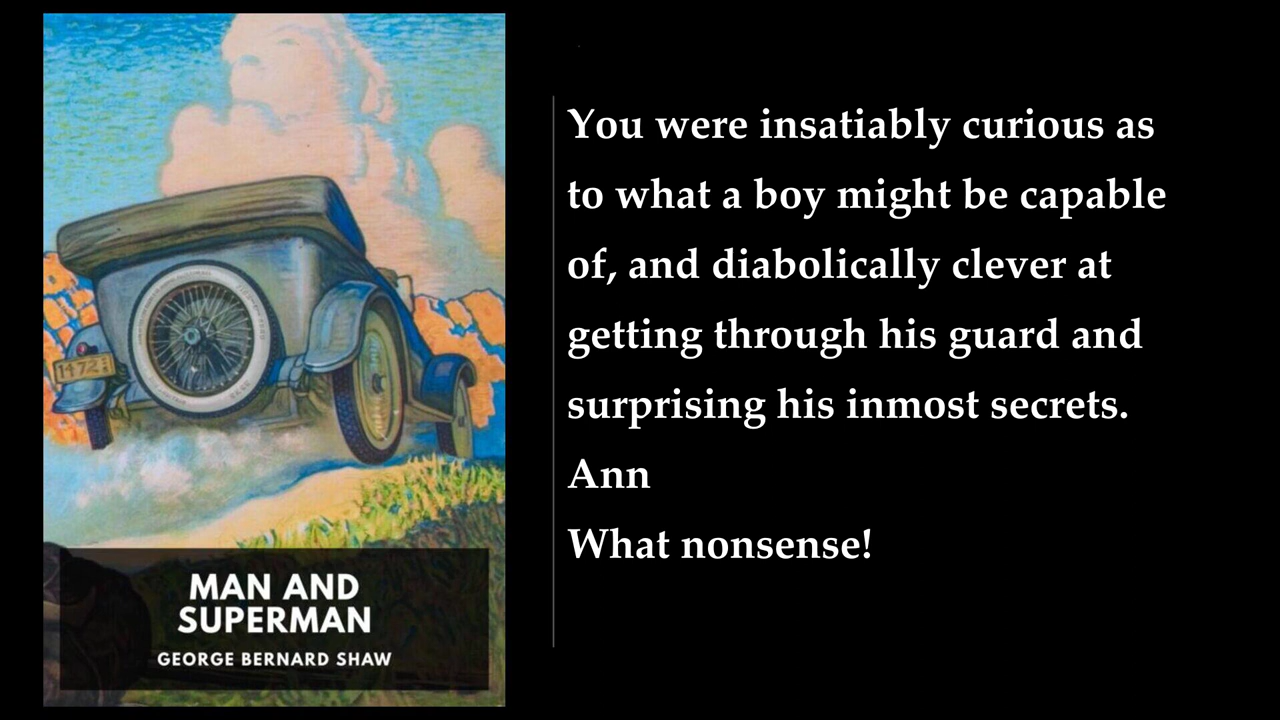 You were insatiably curious as
to what a boy might be capable
of, and diabolically clever at
getting through his guard and
surprising his inmost secrets.
Ann
What nonsense!
1472
MAN AND
SUPERMAN
GEORGE BERNARD SHAW